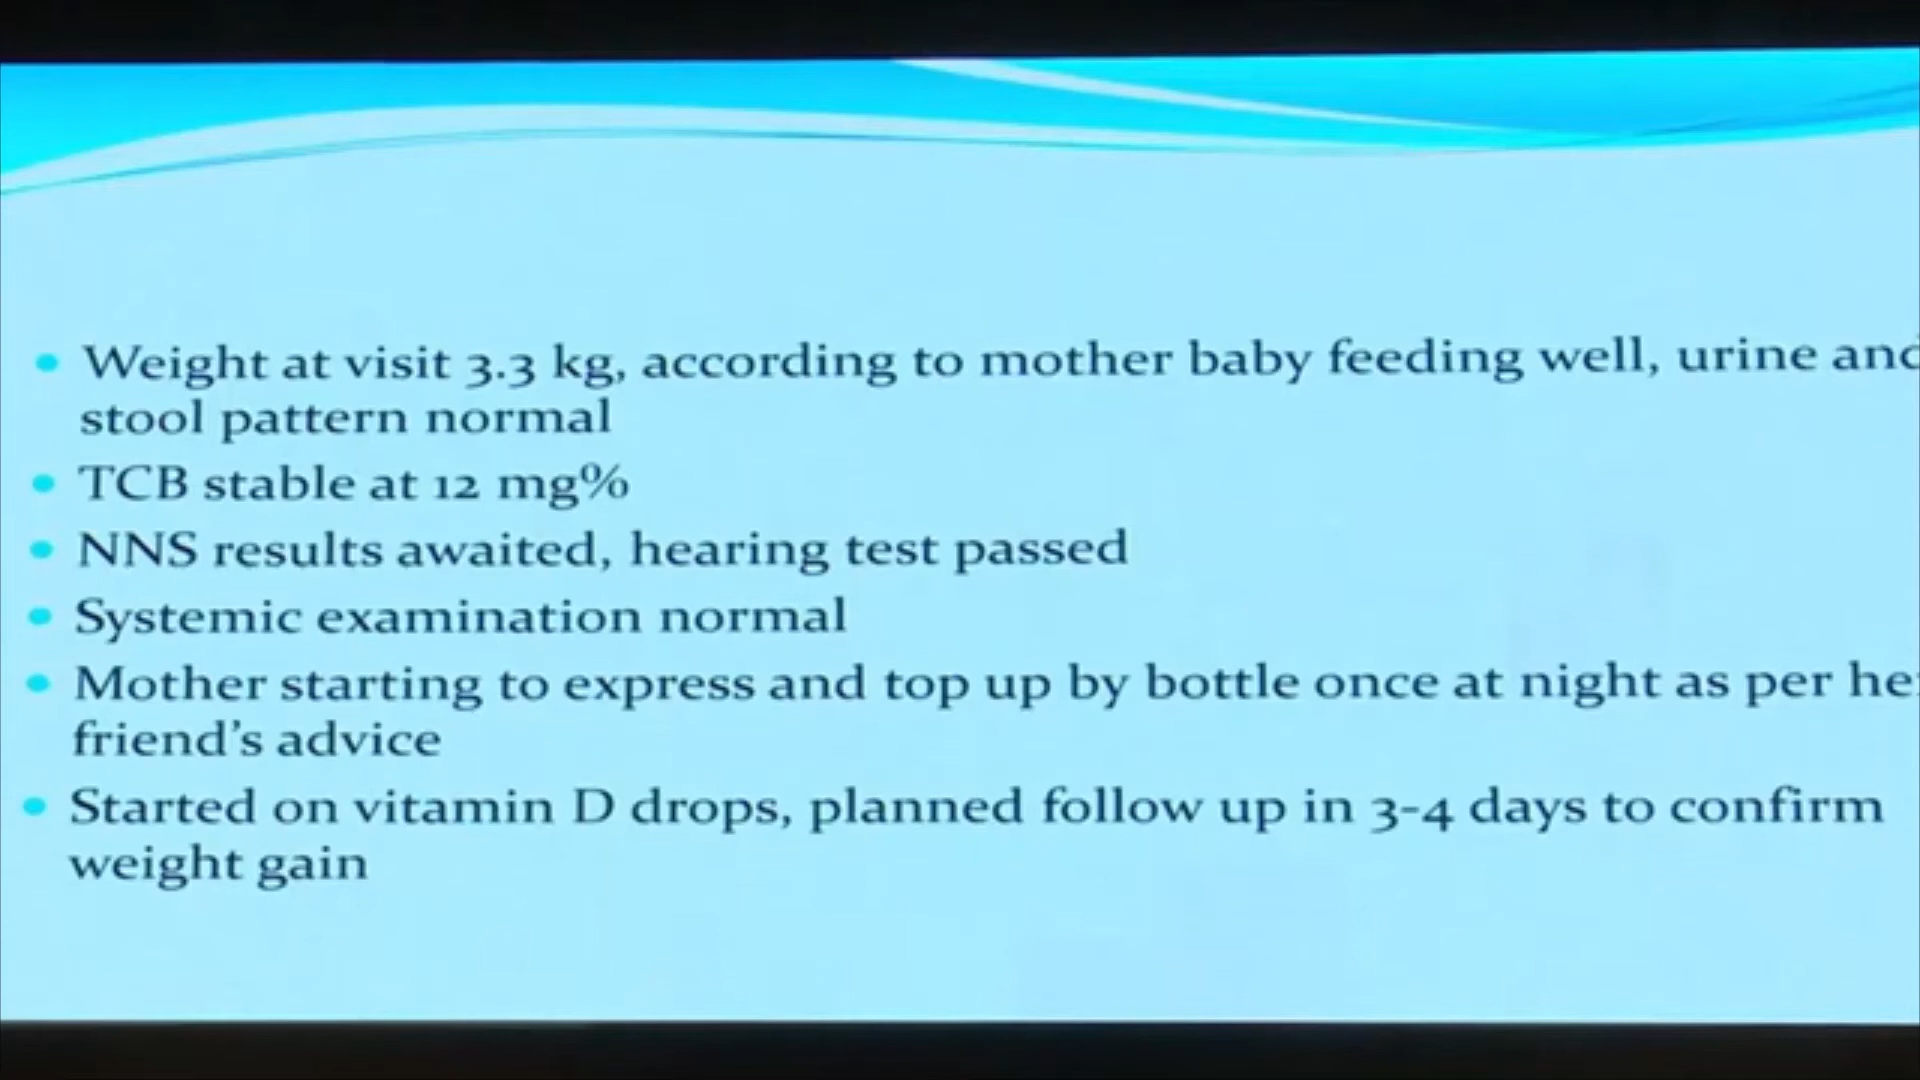 Weight at visit 3.3 kg, according to mother baby feeding well, urine and
stool pattern normal
TCB stable at 12 mg%
NNS results awaited, hearing test passed
Systemic examination normal
Mother starting to express and top up by bottle once at night as per her
friend's advice
Started on vitamin D drops, planned follow up in 3-4 days to confirm
weight gain